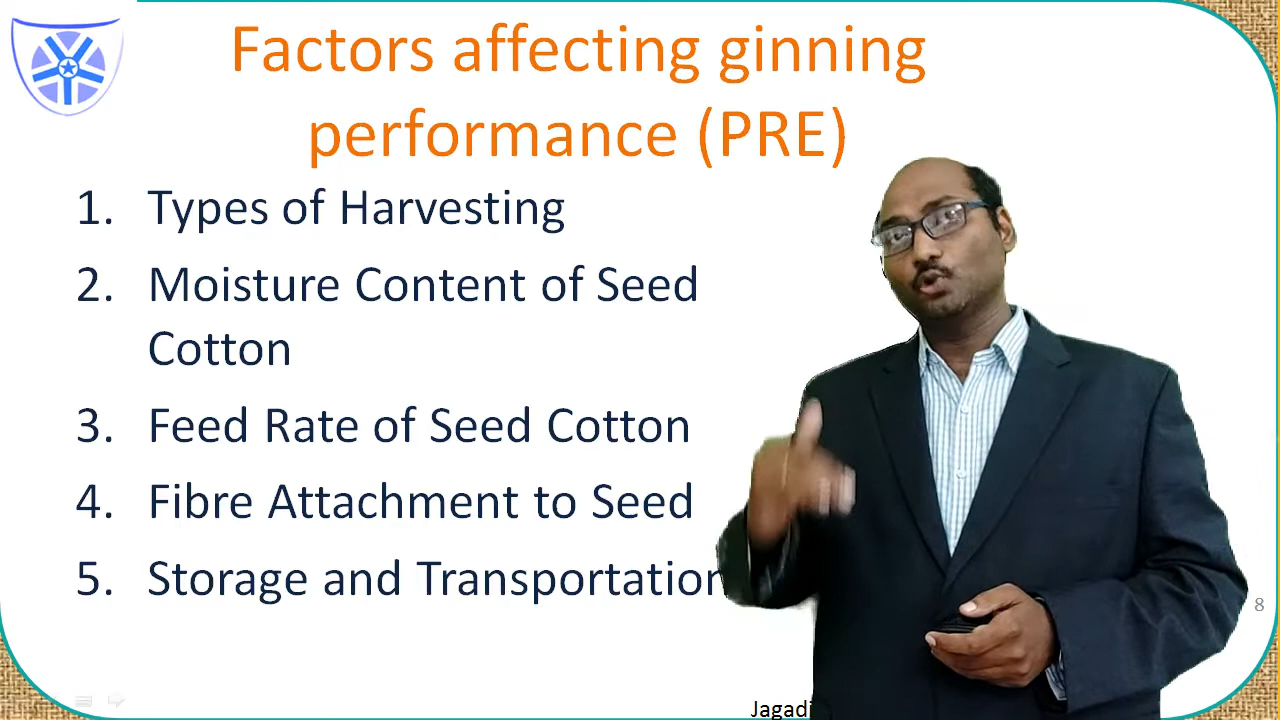 Factors affecting ginning
performance (PRE)
1. Types of Harvesting
2. Moisture Content of Seed
Cotton
3. Feed Rate of Seed Cotton
4. Fibre Attachment to Seed
5. Storage and Transportation
8
Jagadi